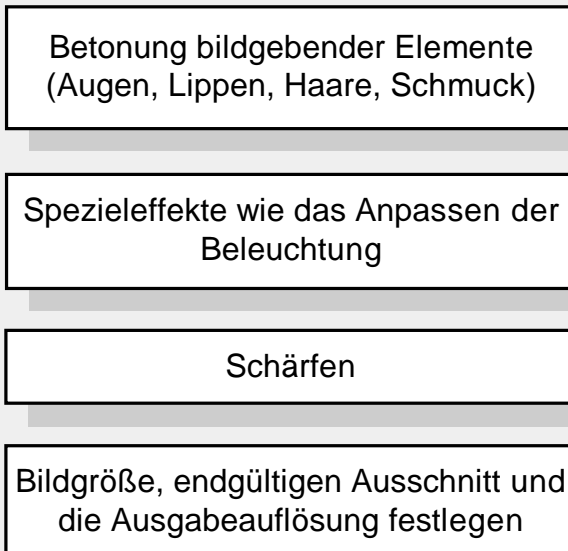 Betonung bildgebender Elemente
(Augen, Lippen, Haare, Schmuck)
Spezieleffekte wie das Anpassen der
Beleuchtung
Schärfen
Bildgröße, endgültigen Ausschnitt und
die Ausgabeauflösung festlegen